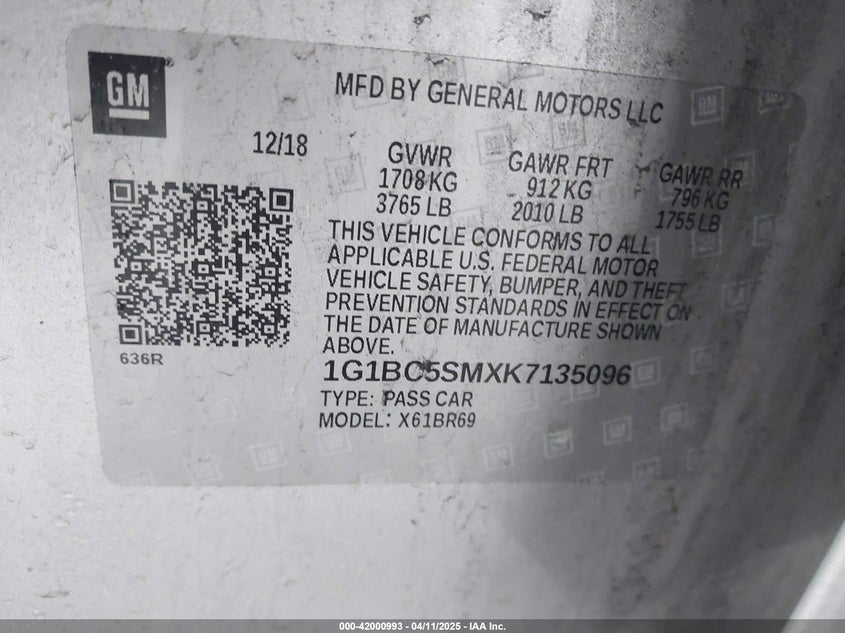 GM
MFD BY GENERAL MOTORS LLC
12/18
GVWR
1708 KG
3765 LB
GAWR FRT
912 KG
2010 LB
GAWR RR
796 KG
1755 LB
THIS VEHICLE CONFORMS TO ALL
APPLICABLE U.S. FEDERAL MOTOR
VEHICLE SAFETY, BUMPER, AND THEFT
PREVENTION STANDARDS IN EFFECT ON
THE DATE OF MANUFACTURE SHOWN
ABOVE.
636R
1G1BC5SMXK7135096
TYPE: PASS CAR
MODEL: X61BR69
000-42000993 - 04/11/2025 - IAA Inc.